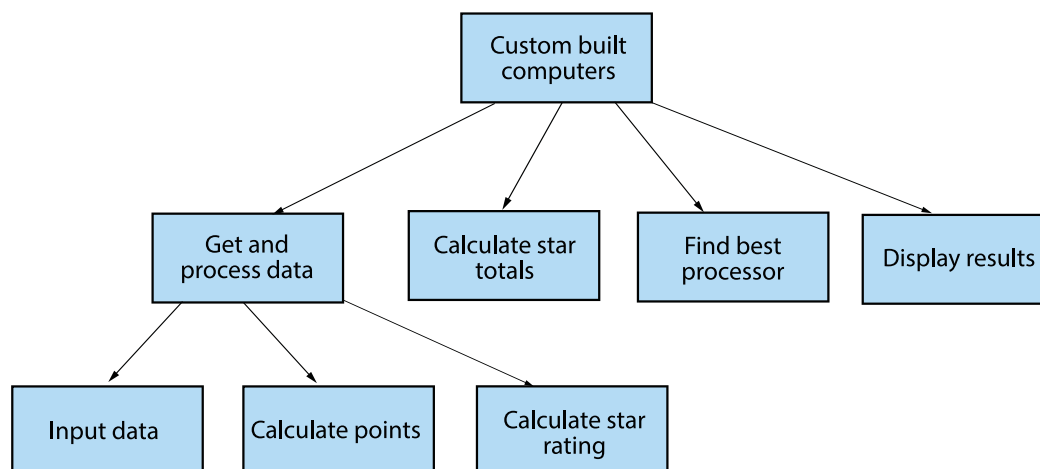 Custom built
computers
Get and
process data
Calculate star
totals
Find best
processor
Display results
Input data
Calculate points
Calculate star
rating